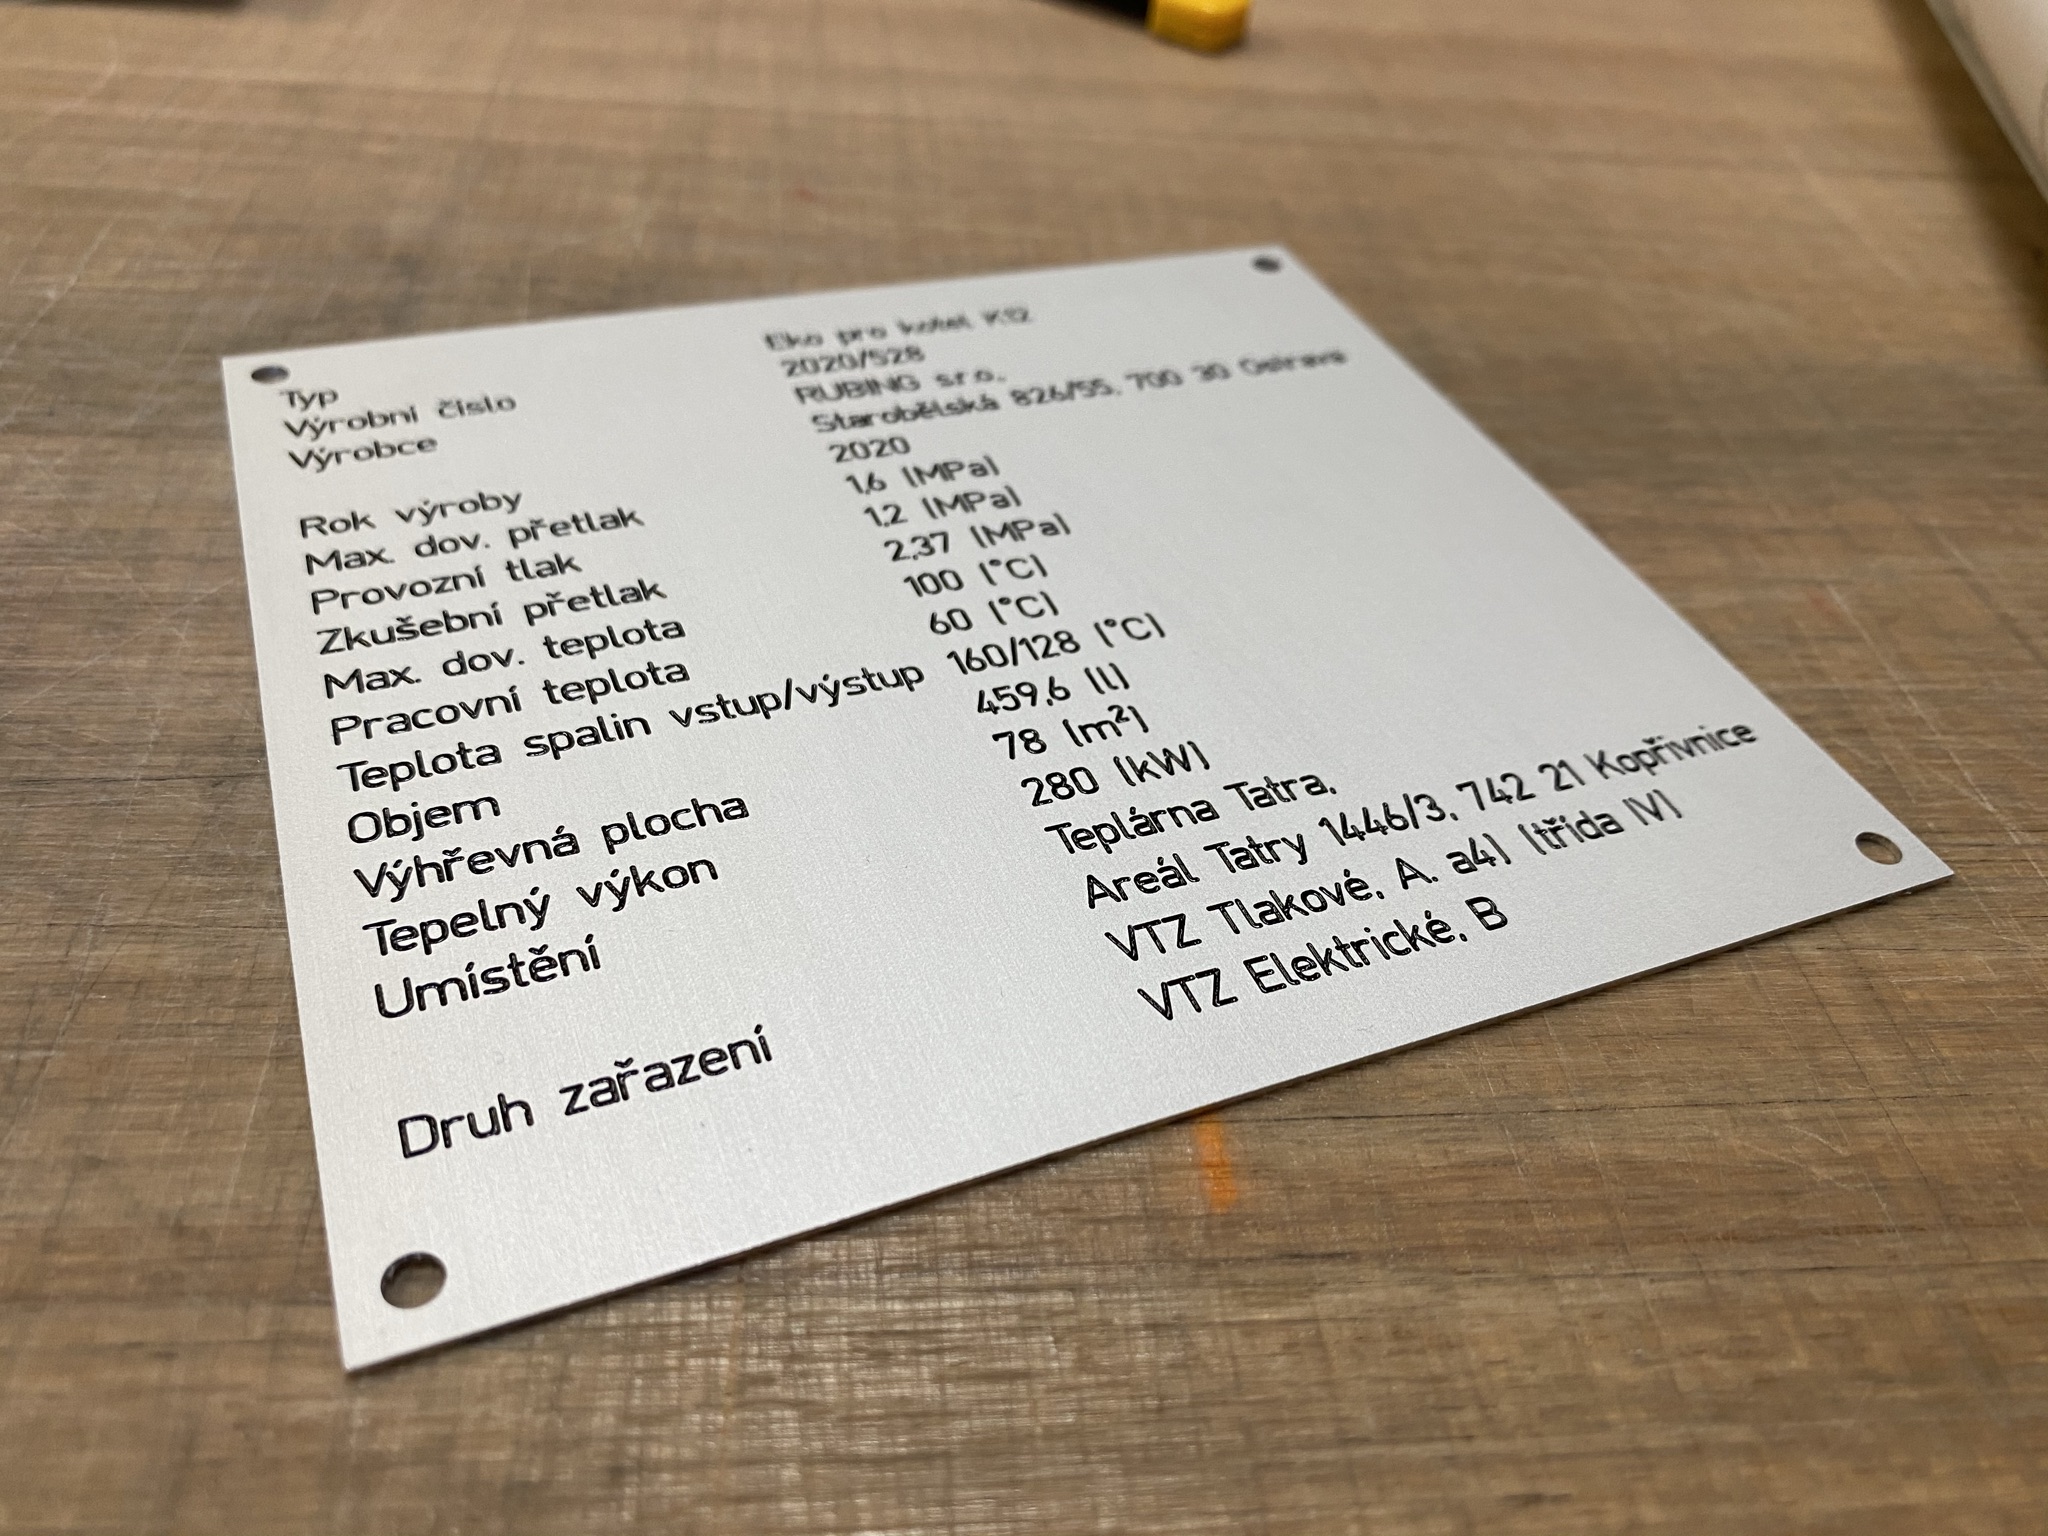 Typ Eko pro kotel K12
Výrobní číslo 2020/528
Výrobce RUBING s.r.o.,
Starobělská 826/55, 700 30 Ostrava
Rok výroby 2020
Max. dov. přetlak 1,6 (MPa)
Provozní tlak 1,2 (MPa)
Zkušební přetlak 2,37 (MPa)
Max. dov. teplota 100 (°C)
Pracovní teplota 60 (°C)
Teplota spalin vstup/výstup 160/128 (°C)
Objem 459,6 (l)
Výhřevná plocha 78 (m²)
Tepelný výkon 280 (kW)
Umístění Teplárna Tatra,
Areál Tatry 1446/3, 742 21 Kopřivnice
Druh zařazení VTZ Tlakové, A. a4) (třída IV)
VTZ Elektrické, B